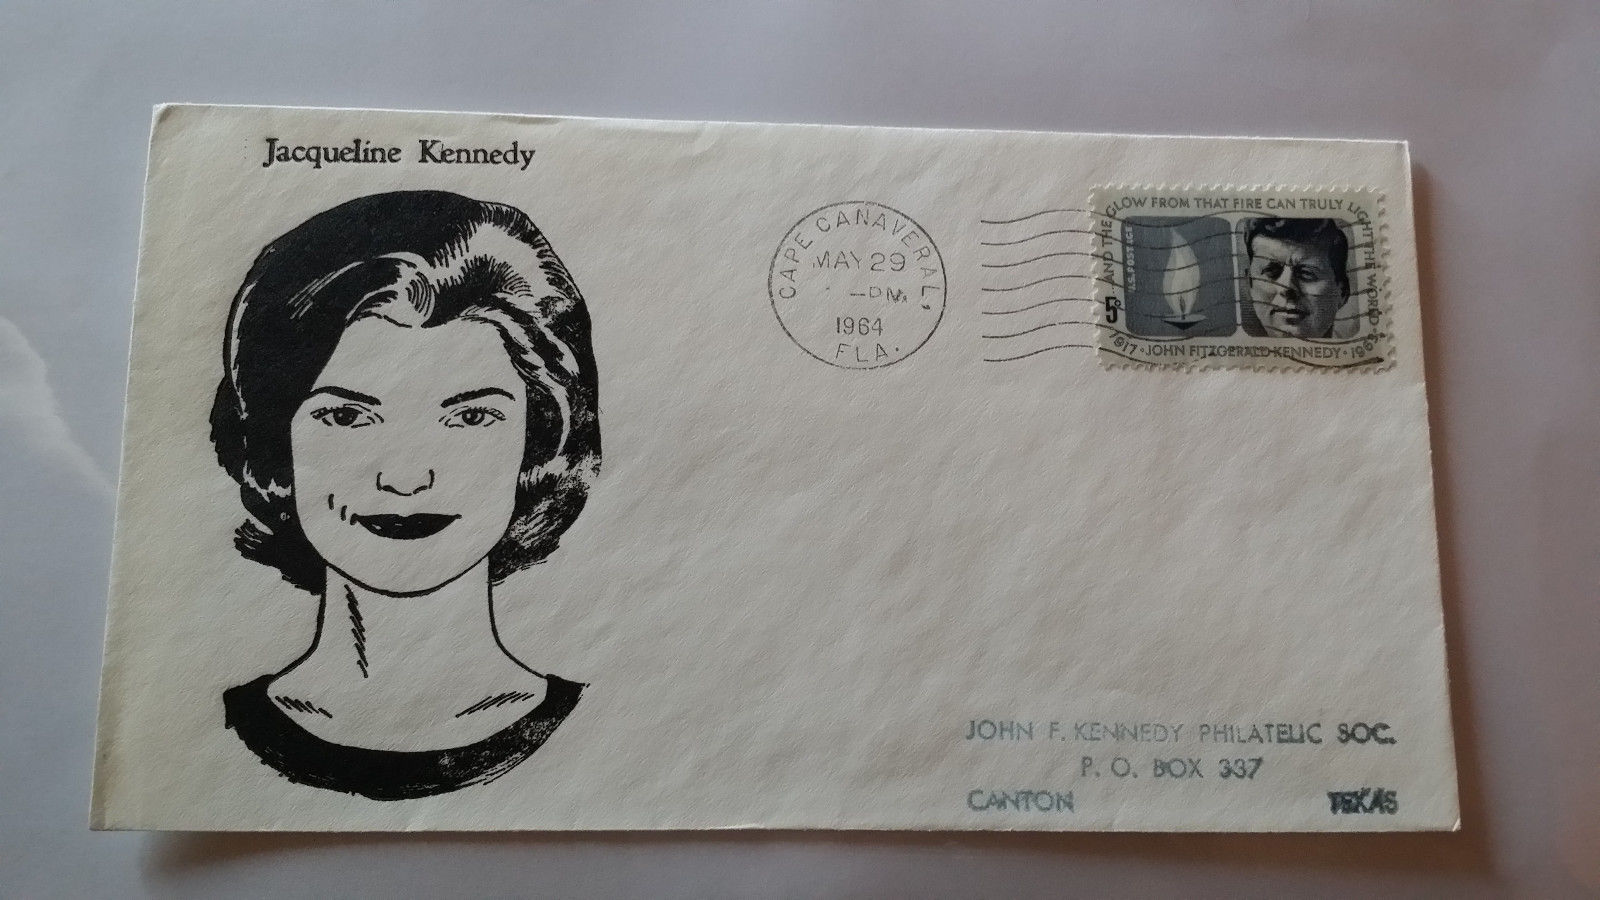 Jacqueline Kennedy
CAPE CANAVERAL,
MAY 29
–PM
1964
FLA.
...AND THE GLOW FROM THAT FIRE CAN TRULY LIGHT THE WORLD•
U.S. POSTAGE
5c
1917•JOHN FITZGERALD KENNEDY•1963
JOHN F. KENNEDY PHILATELIC SOC.
P. O. BOX 337
CANTON TEXAS